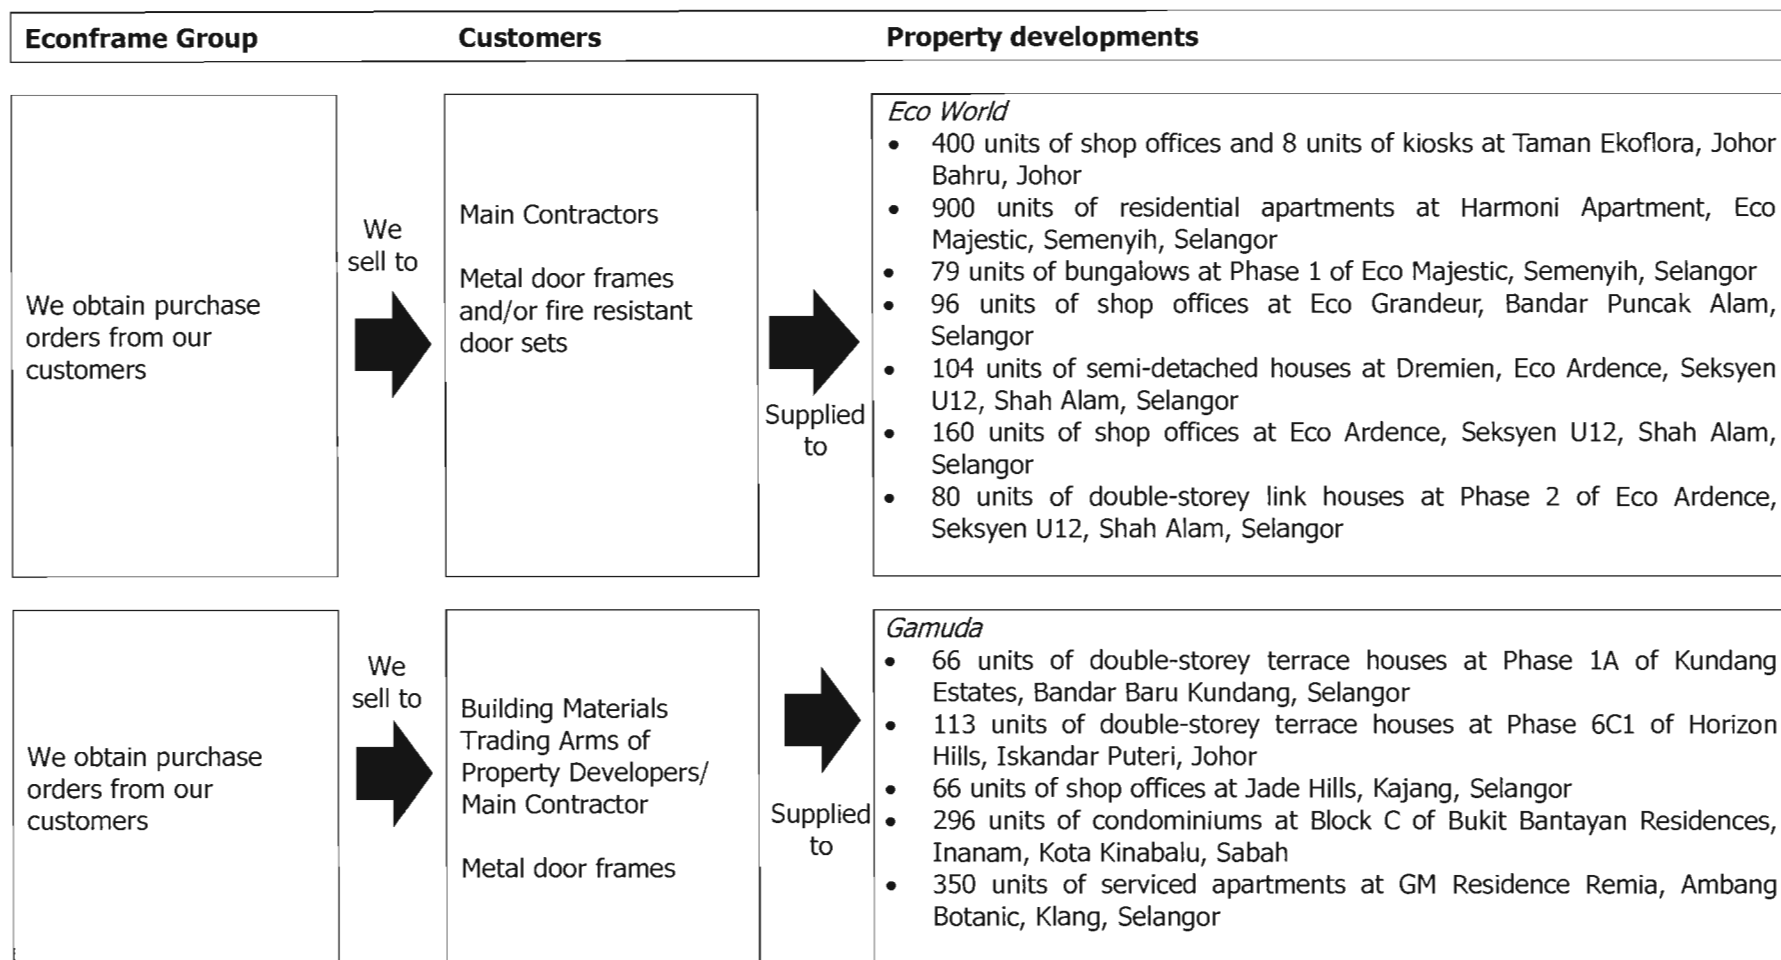 Econframe Group
Customers
Property developments
We obtain purchase
orders from our
customers
We
sell to
Main Contractors
Metal door frames
and/or fire resistant
door sets
Supplied
to
Eco World
• 400 units of shop offices and 8 units of kiosks at Taman Ekoflora, Johor
Bahru, Johor
• 900 units of residential apartments at Harmoni Apartment, Eco
Majestic, Semenyih, Selangor
• 79 units of bungalows at Phase 1 of Eco Majestic, Semenyih, Selangor
• 96 units of shop offices at Eco Grandeur, Bandar Puncak Alam,
Selangor
• 104 units of semi-detached houses at Dremien, Eco Ardence, Seksyen
U12, Shah Alam, Selangor
• 160 units of shop offices at Eco Ardence, Seksyen U12, Shah Alam,
Selangor
• 80 units of double-storey link houses at Phase 2 of Eco Ardence,
Seksyen U12, Shah Alam, Selangor
We obtain purchase
orders from our
customers
We
sell to
Building Materials
Trading Arms of
Property Developers/
Main Contractor
Metal door frames
Supplied
to
Gamuda
• 66 units of double-storey terrace houses at Phase 1A of Kundang
Estates, Bandar Baru Kundang, Selangor
• 113 units of double-storey terrace houses at Phase 6C1 of Horizon
Hills, Iskandar Puteri, Johor
• 66 units of shop offices at Jade Hills, Kajang, Selangor
• 296 units of condominiums at Block C of Bukit Bantayan Residences,
Inanam, Kota Kinabalu, Sabah
• 350 units of serviced apartments at GM Residence Remia, Ambang
Botanic, Klang, Selangor